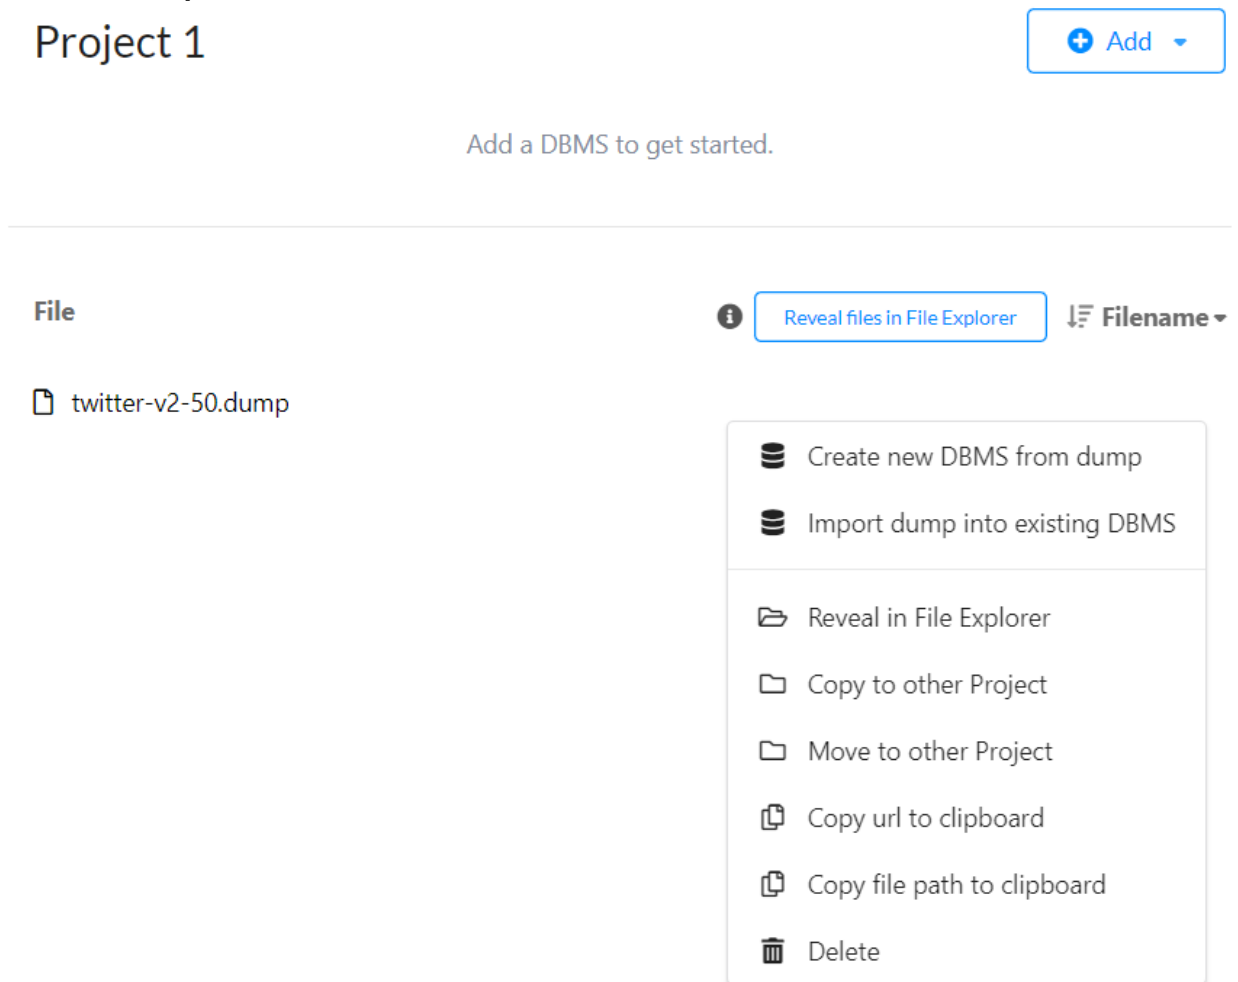 Project 1
Add
Add a DBMS to get started.
File
Reveal files in File Explorer
Filename
twitter-v2-50.dump
Create new DBMS from dump
Import dump into existing DBMS
Reveal in File Explorer
Copy to other Project
Move to other Project
Copy url to clipboard
Copy file path to clipboard
Delete